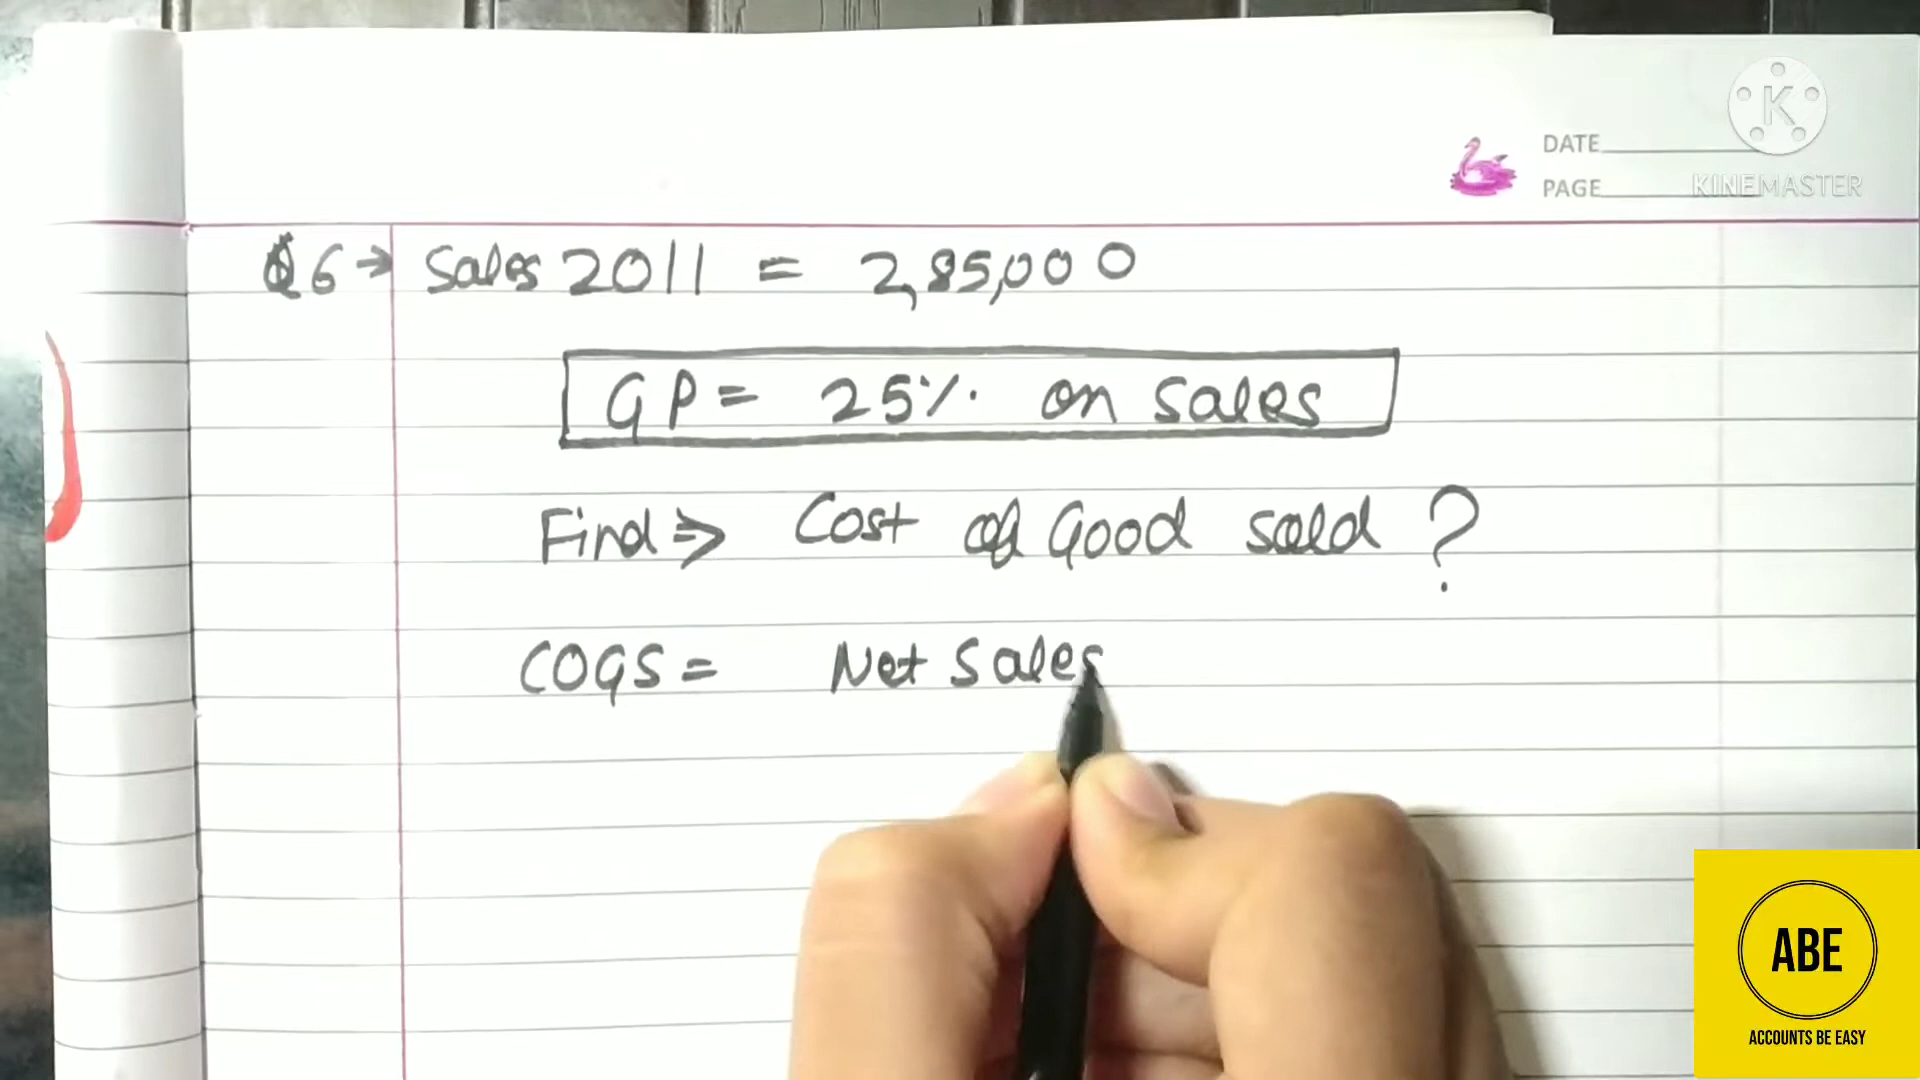 DATE
PAGE
K
KINEMASTER
Q6→ Sales 2011 = 2,85,000
GP = 25% on sales
Find ⇒ Cost of Good sold ?
COGS = Net Sales
ABE
ACCOUNTS BE EASY